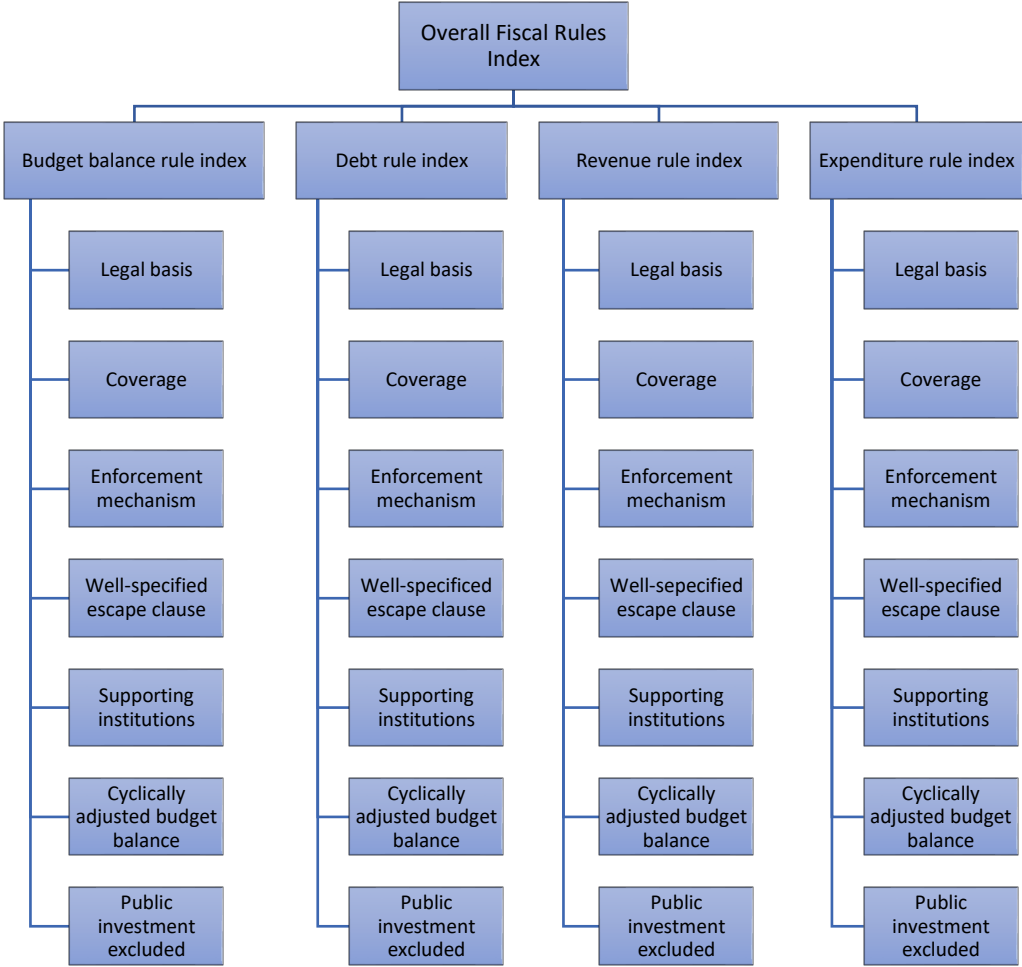 Overall Fiscal Rules
Index
Budget balance rule index
Debt rule index
Revenue rule index
Expenditure rule index
Legal basis
Legal basis
Legal basis
Legal basis
Coverage
Coverage
Coverage
Coverage
Enforcement
mechanism
Enforcement
mechanism
Enforcement
mechanism
Enforcement
mechanism
Well-specified
escape clause
Well-specificed
escape clause
Well-sepecified
escape clause
Well-specified
escape clause
Supporting
institutions
Supporting
institutions
Supporting
institutions
Supporting
institutions
Cyclically
adjusted budget
balance
Cyclically
adjusted budget
balance
Cyclically
adjusted budget
balance
Cyclically
adjusted budget
balance
Public
investment
excluded
Public
investment
excluded
Public
investment
excluded
Public
investment
excluded